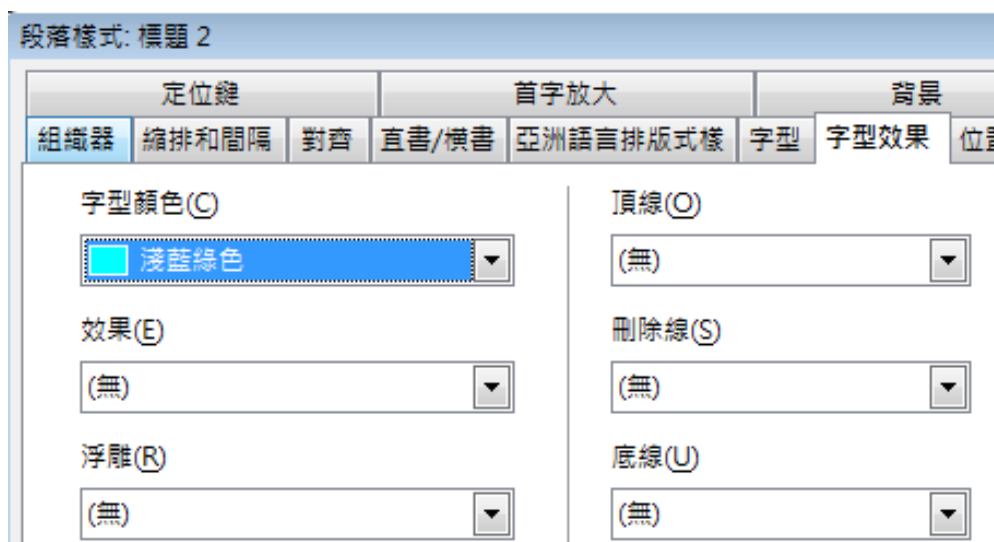 段落樣式: 標題 2
定位鍵 首字放大 背景
組織器 縮排和間隔 對齊 直書/橫書 亞洲語言排版式樣 字型 字型效果 位置
字型顏色(C) 頂線(O)
淺藍綠色 (無)
效果(E) 刪除線(S)
(無) (無)
浮雕(R) 底線(U)
(無) (無)